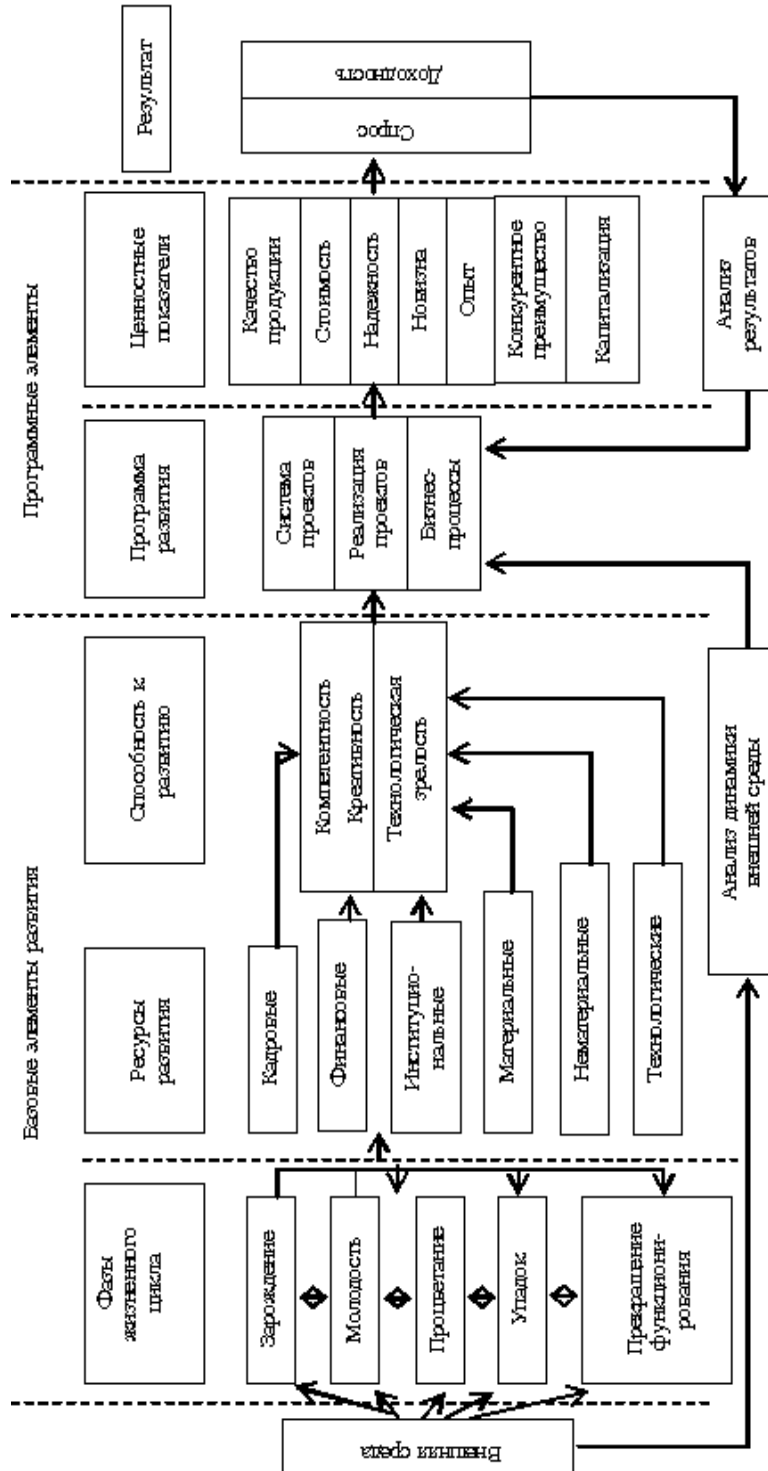 Базовые элементы развития
Программные элементы
Фазы
жизненного
цикла
Ресурсы
развития
Способность к
развитию
Программа
развития
Ценностные
показатели
Результат
Внешняя среда
Зарождение
Молодость
Процветание
Упадок
Прекращение
функциони-
рования
Кадровые
Финансовые
Институцио-
нальные
Материальные
Нематериальные
Технологические
Компетентность
Креативность
Технологическая
зрелость
Система
проектов
Реализация
проектов
Бизнес-
процессы
Качество
продукции
Стоимость
Надежность
Новизна
Опыт
Конкурентное
преимущество
Капитализация
Спрос
Доходность
Анализ динамики
внешней среды
Анализ
результатов